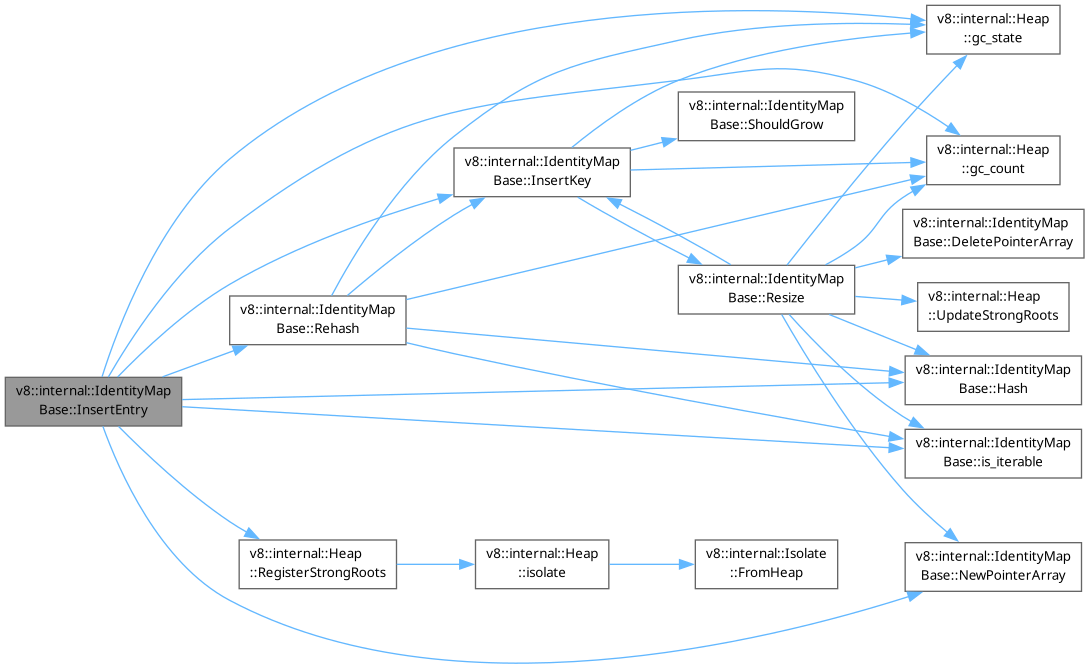 v8::internal::Heap
::gc_state
v8::internal::IdentityMap
Base::ShouldGrow
v8::internal::Heap
::gc_count
v8::internal::IdentityMap
Base::InsertKey
v8::internal::IdentityMap
Base::DeletePointerArray
v8::internal::IdentityMap
Base::Resize
v8::internal::Heap
::UpdateStrongRoots
v8::internal::IdentityMap
Base::Rehash
v8::internal::IdentityMap
Base::Hash
v8::internal::IdentityMap
Base::InsertEntry
v8::internal::IdentityMap
Base::is_iterable
v8::internal::Heap
::RegisterStrongRoots
v8::internal::Heap
::isolate
v8::internal::Isolate
::FromHeap
v8::internal::IdentityMap
Base::NewPointerArray